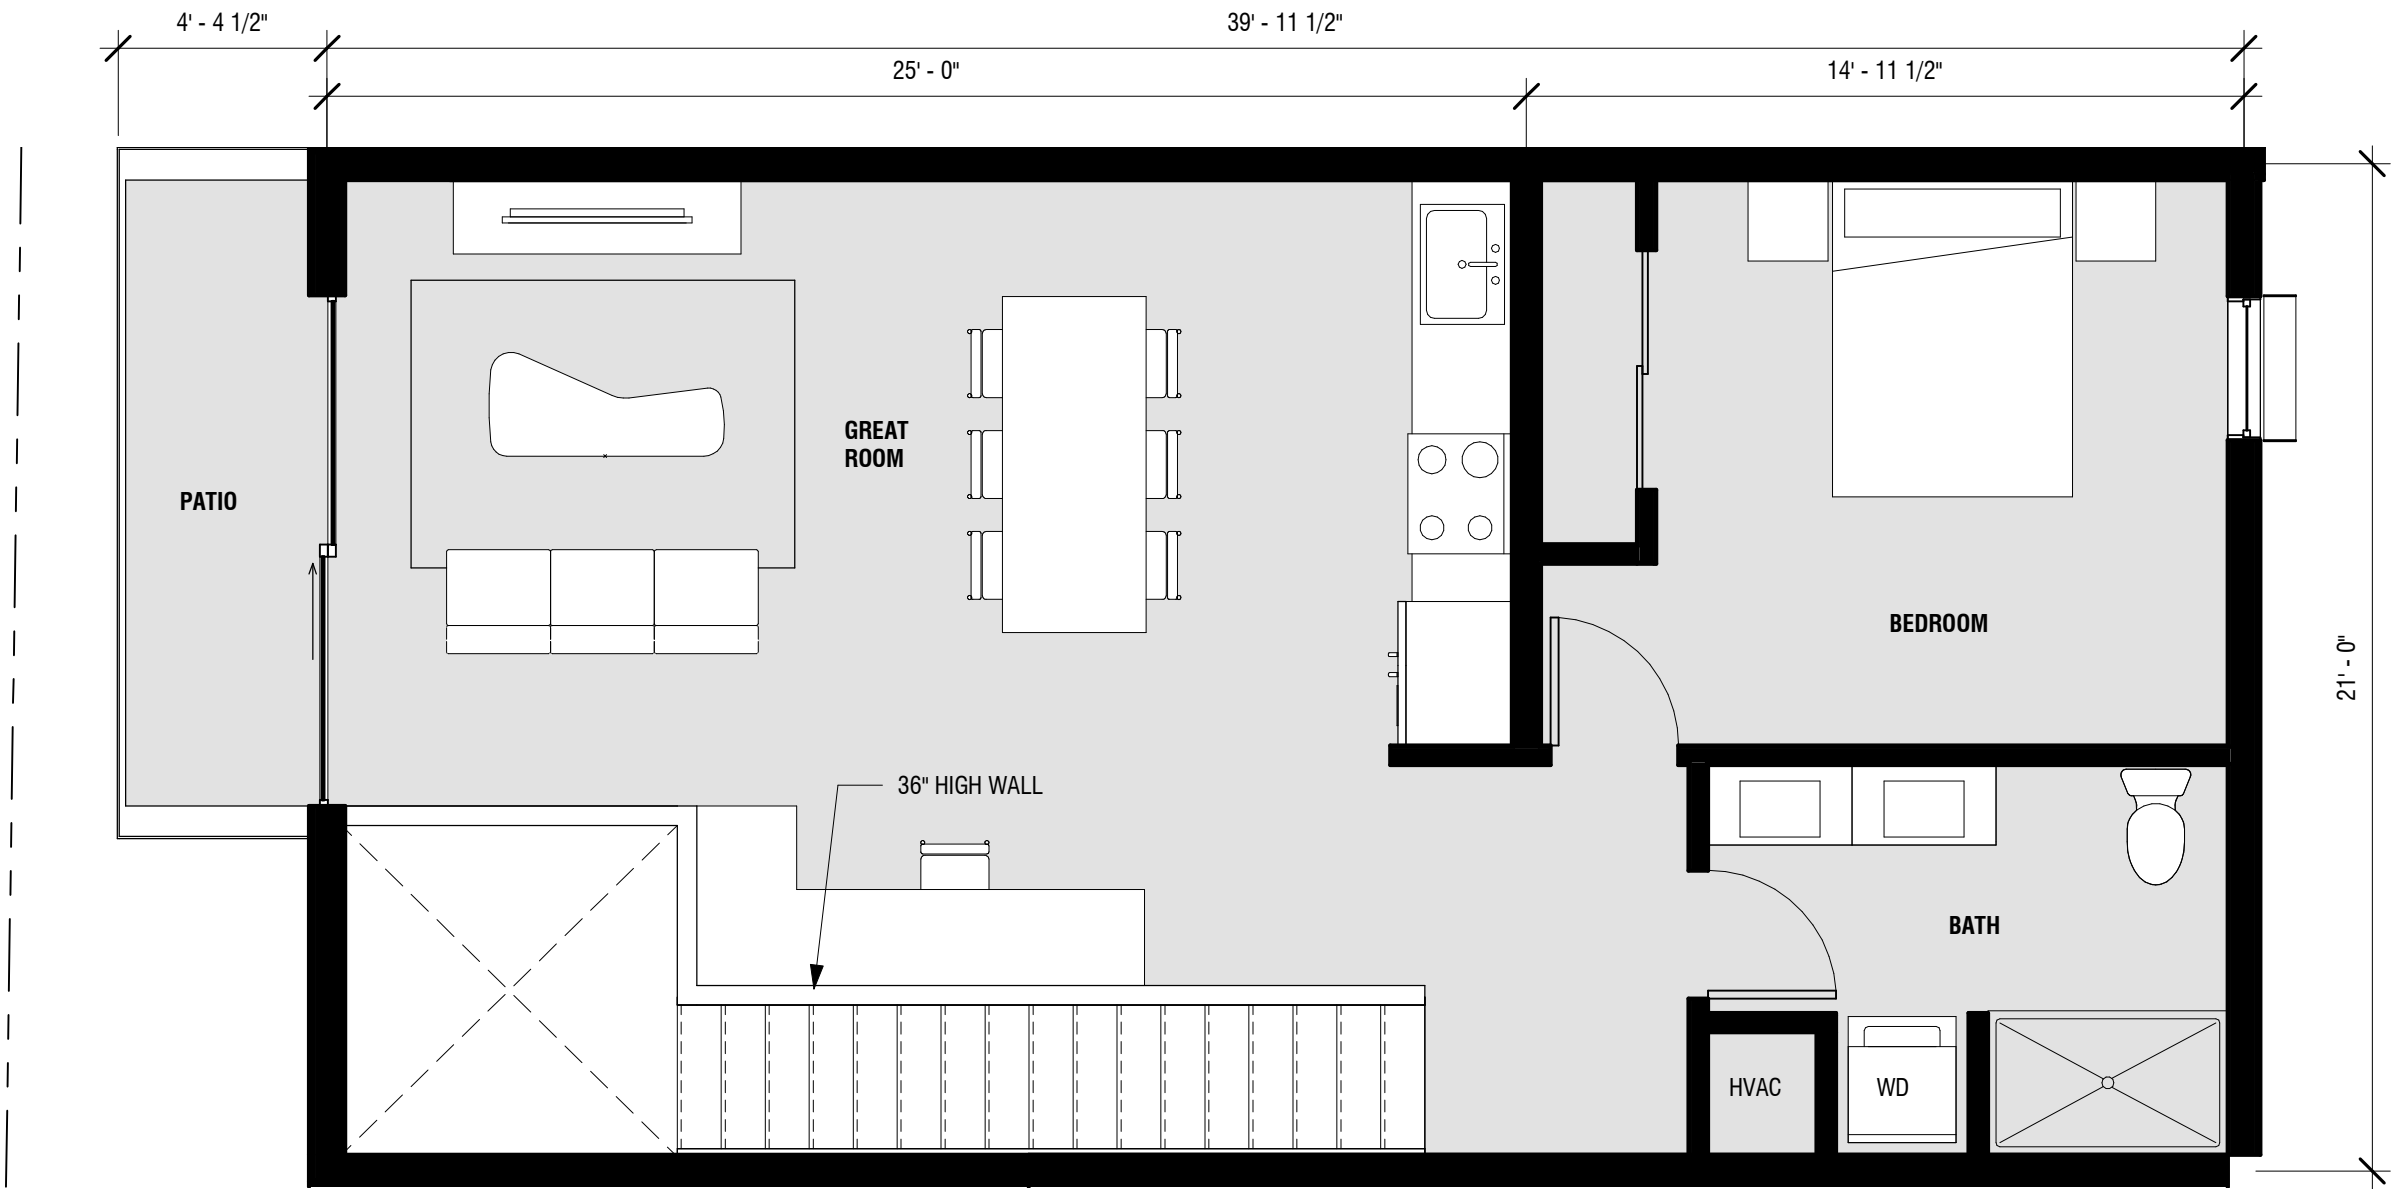 4' - 4 1/2"
39' - 11 1/2"
25' - 0"
14' - 11 1/2"
GREAT
ROOM
PATIO
BEDROOM
21' - 0"
36" HIGH WALL
BATH
HVAC
WD